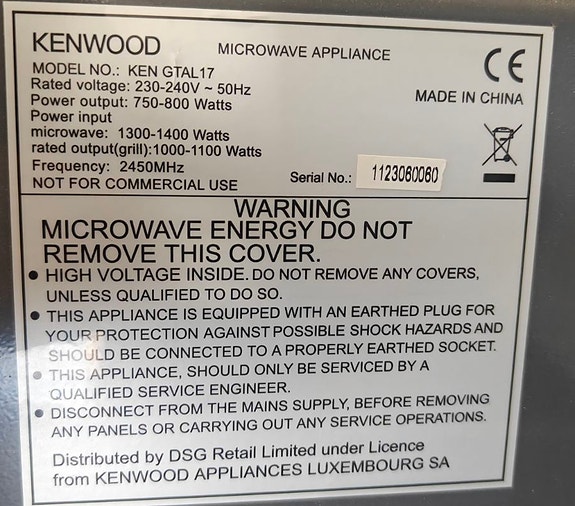 KENWOOD MICROWAVE APPLIANCE
MODEL NO.: KEN GTAL17
Rated voltage: 230-240V ~ 50Hz
Power output: 750-800 Watts
Power input
microwave: 1300-1400 Watts
rated output(grill):1000-1100 Watts
Frequency: 2450MHz
NOT FOR COMMERCIAL USE
CE
MADE IN CHINA
Serial No.: 1123060060
WARNING
MICROWAVE ENERGY DO NOT
REMOVE THIS COVER.
● HIGH VOLTAGE INSIDE. DO NOT REMOVE ANY COVERS,
UNLESS QUALIFIED TO DO SO.
● THIS APPLIANCE IS EQUIPPED WITH AN EARTHED PLUG FOR
YOUR PROTECTION AGAINST POSSIBLE SHOCK HAZARDS AND
SHOULD BE CONNECTED TO A PROPERLY EARTHED SOCKET.
● THIS APPLIANCE, SHOULD ONLY BE SERVICED BY A
QUALIFIED SERVICE ENGINEER.
● DISCONNECT FROM THE MAINS SUPPLY, BEFORE REMOVING
ANY PANELS OR CARRYING OUT ANY SERVICE OPERATIONS.
Distributed by DSG Retail Limited under Licence
from KENWOOD APPLIANCES LUXEMBOURG SA